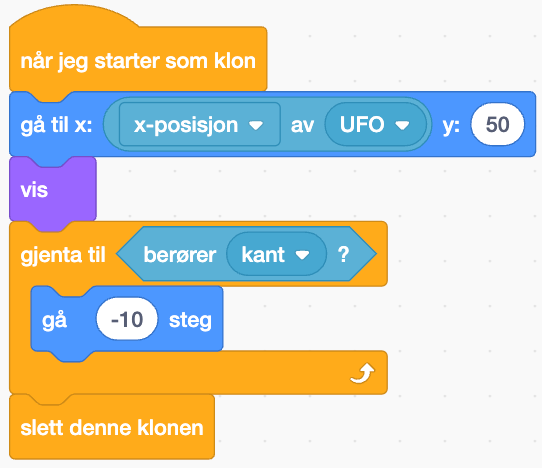 når jeg starter som klon
gå til x: x-posisjon av UFO y: 50
vis
gjenta til berører kant ?
gå -10 steg
slett denne klonen